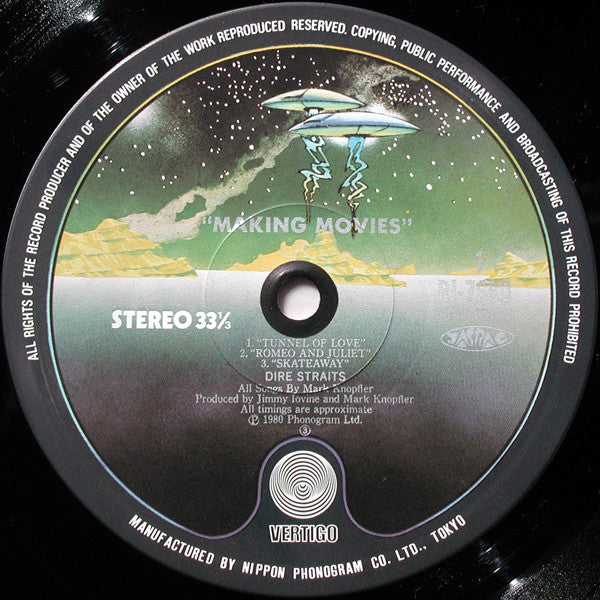 ALL RIGHTS OF THE RECORD PRODUCER AND OF THE OWNER OF THE WORK REPRODUCED RESERVED. COPYING, PUBLIC PERFORMANCE AND BROADCASTING OF THIS RECORD PROHIBITED
"MAKING MOVIES"
1
STEREO 33⅓
1. "TUNNEL OF LOVE"
2. "ROMEO AND JULIET"
3. "SKATEAWAY"
DIRE STRAITS
All Songs By Mark Knopfler
Produced by Jimmy Iovine and Mark Knopfler
All timings are approximate
℗ 1980 Phonogram Ltd.
③
VERTIGO
MANUFACTURED BY NIPPON PHONOGRAM CO. LTD., TOKYO